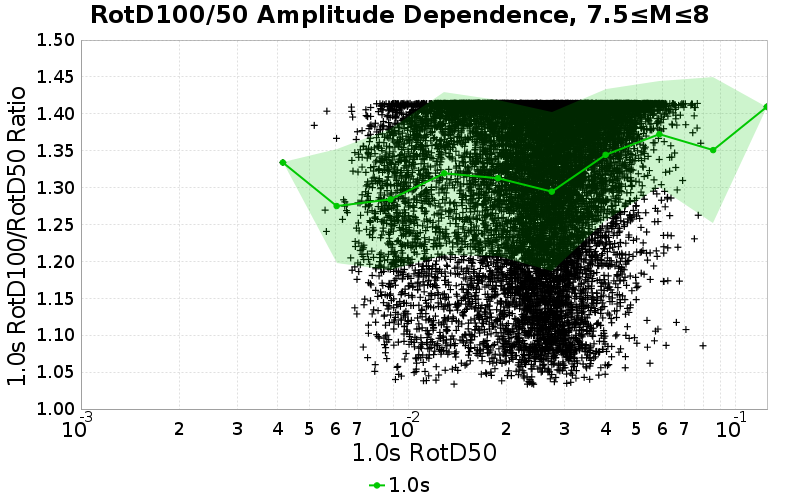 RotD100/50 Amplitude Dependence, 7.5≤M≤8
1.0s RotD100/RotD50 Ratio
1.50
1.45
1.40
1.35
1.30
1.25
1.20
1.15
1.10
1.05
1.00
10-3 2 3 4 5 6 7 10-2 2 3 4 5 6 7 10-1
1.0s RotD50
1.0s